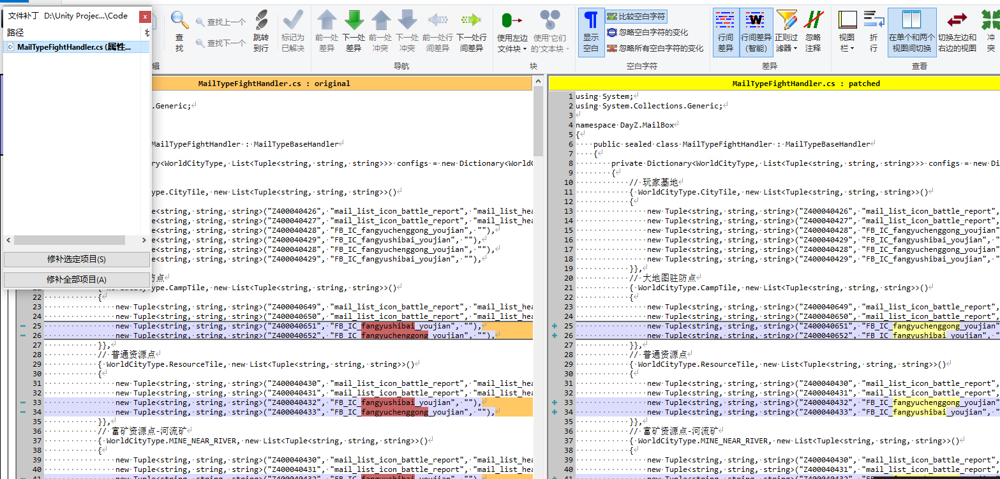 文件补丁 D:\Unity Projec...\Code
路径
MailTypeFightHandler.cs (属性...
修补选定项目(S)
修补全部项目(A)
查找
查找上一个
查找下一个
跳转到行
辑
标记为已解决
前一处差异
下一处差异
前一处冲突
下一处冲突
前一处行间差异
下一处行间差异
导航
使用左边文件块
使用'它们的'文本块
块
显示空白
比较空白字符
忽略空白字符的变化
忽略所有空白字符的变化
空白字符
行间差异
行间差异(智能)
正则过滤器
忽略注释
差异
视图栏
折行
在单个和两个视图间切换
切换左边和右边的视图
冲突
查看
MailTypeFightHandler.cs : original
.Generic;
MailTypeFightHandler : MailTypeBaseHandler
ry<WorldCityType, List<Tuple<string, string, string>>> configs = new Dictionary<WorldC
ype.CityTile, new List<Tuple<string, string, string>>()
le<string, string, string>("Z400040426", "mail_list_icon_battle_report", "mail_list_hea
le<string, string, string>("Z400040427", "mail_list_icon_battle_report", "mail_list_hea
le<string, string, string>("Z400040428", "FB_IC_fangyuchenggong_youjian", ""),
le<string, string, string>("Z400040429", "FB_IC_fangyushibai_youjian", ""),
le<string, string, string>("Z400040428", "FB_IC_fangyuchenggong_youjian", ""),
le<string, string, string>("Z400040429", "FB_IC_fangyushibai_youjian", ""),
防点
{ WorldCityType.CampTile, new List<Tuple<string, string, string>>()
22 {
23 new Tuple<string, string, string>("Z400040649", "mail_list_icon_battle_report", "mail_list_hea
24 new Tuple<string, string, string>("Z400040650", "mail_list_icon_battle_report", "mail_list_hea
25 new Tuple<string, string, string>("Z400040651", "FB_IC_fangyushibai_youjian", ""),
26 new Tuple<string, string, string>("Z400040652", "FB_IC_fangyuchenggong_youjian", ""),
27 }},
28 // 普通资源点
29 { WorldCityType.ResourceTile, new List<Tuple<string, string, string>>()
30 {
31 new Tuple<string, string, string>("Z400040430", "mail_list_icon_battle_report", "mail_list_hea
32 new Tuple<string, string, string>("Z400040431", "mail_list_icon_battle_report", "mail_list_hea
33 new Tuple<string, string, string>("Z400040432", "FB_IC_fangyushibai_youjian", ""),
34 new Tuple<string, string, string>("Z400040433", "FB_IC_fangyuchenggong_youjian", ""),
35 }},
36 // 富矿资源点-河流矿
37 { WorldCityType.MINE_NEAR_RIVER, new List<Tuple<string, string, string>>()
38 {
39 new Tuple<string, string, string>("Z400040430", "mail_list_icon_battle_report", "mail_list_hea
40 new Tuple<string, string, string>("Z400040431", "mail_list_icon_battle_report", "mail_list_hea
41 new Tuple<string, string, string>("Z400040432", "FB_IC_fangyushibai_youjian", ""),
MailTypeFightHandler.cs : patched
1 using System;
2 using System.Collections.Generic;
3
4 namespace DayZ.MailBox
5 {
6 public sealed class MailTypeFightHandler : MailTypeBaseHandler
7 {
8 private Dictionary<WorldCityType, List<Tuple<string, string, string>>> configs = new Di
9 {
10 // 玩家基地
11 { WorldCityType.CityTile, new List<Tuple<string, string, string>>()
12 {
13 new Tuple<string, string, string>("Z400040426", "mail_list_icon_battle_report",
14 new Tuple<string, string, string>("Z400040427", "mail_list_icon_battle_report",
15 new Tuple<string, string, string>("Z400040428", "FB_IC_fangyuchenggong_youjian"
16 new Tuple<string, string, string>("Z400040429", "FB_IC_fangyushibai_youjian", "
17 new Tuple<string, string, string>("Z400040428", "FB_IC_fangyuchenggong_youjian"
18 new Tuple<string, string, string>("Z400040429", "FB_IC_fangyushibai_youjian", "
19 }},
20 // 大地图驻防点
21 { WorldCityType.CampTile, new List<Tuple<string, string, string>>()
22 {
23 new Tuple<string, string, string>("Z400040649", "mail_list_icon_battle_report",
24 new Tuple<string, string, string>("Z400040650", "mail_list_icon_battle_report",
25 new Tuple<string, string, string>("Z400040651", "FB_IC_fangyuchenggong_youjian"
26 new Tuple<string, string, string>("Z400040652", "FB_IC_fangyushibai_youjian", "
27 }},
28 // 普通资源点
29 { WorldCityType.ResourceTile, new List<Tuple<string, string, string>>()
30 {
31 new Tuple<string, string, string>("Z400040430", "mail_list_icon_battle_report",
32 new Tuple<string, string, string>("Z400040431", "mail_list_icon_battle_report",
33 new Tuple<string, string, string>("Z400040432", "FB_IC_fangyuchenggong_youjian"
34 new Tuple<string, string, string>("Z400040433", "FB_IC_fangyushibai_youjian", "
35 }},
36 // 富矿资源点-河流矿
37 { WorldCityType.MINE_NEAR_RIVER, new List<Tuple<string, string, string>>()
38 {
39 new Tuple<string, string, string>("Z400040430", "mail_list_icon_battle_report",
40 new Tuple<string, string, string>("Z400040431", "mail_list_icon_battle_report",